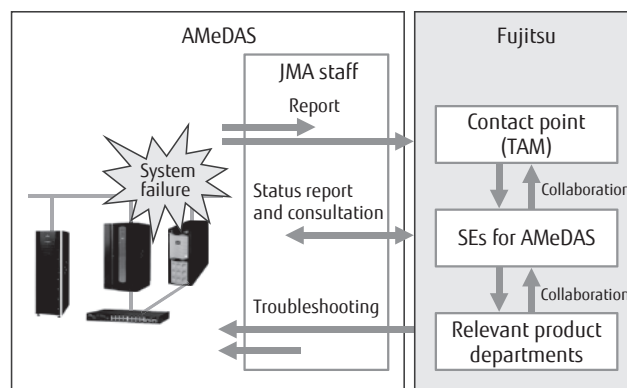 AMeDAS
Fujitsu
JMA staff
Report
Contact point
(TAM)
System
failure
Collaboration
Status report
and consultation
SEs for AMeDAS
Collaboration
Troubleshooting
Relevant product
departments